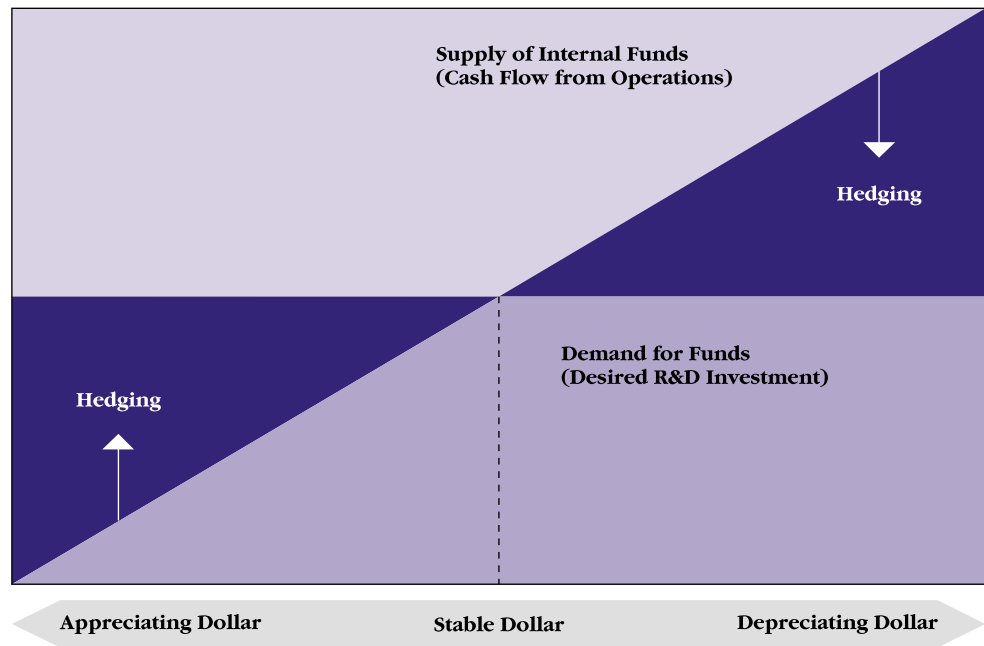 Supply of Internal Funds
(Cash Flow from Operations)
Hedging
Demand for Funds
(Desired R&D Investment)
Hedging
Appreciating Dollar
Stable Dollar
Depreciating Dollar